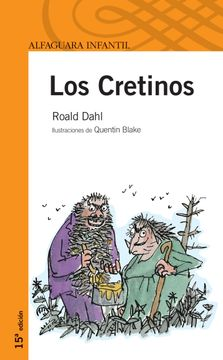 ALFAGUARA INFANTIL
Los Cretinos
Roald Dahl
Ilustraciones de Quentin Blake
15ª edición